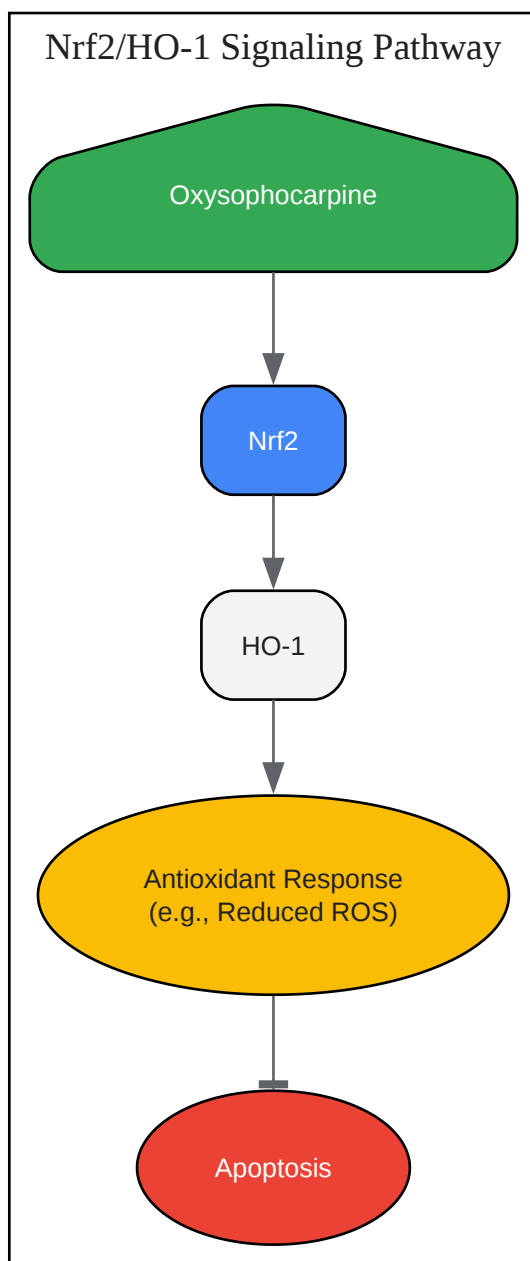 Nrf2/HO-1 Signaling Pathway
Oxysophocarpine
Nrf2
HO-1
Antioxidant Response
(e.g., Reduced ROS)
Apoptosis